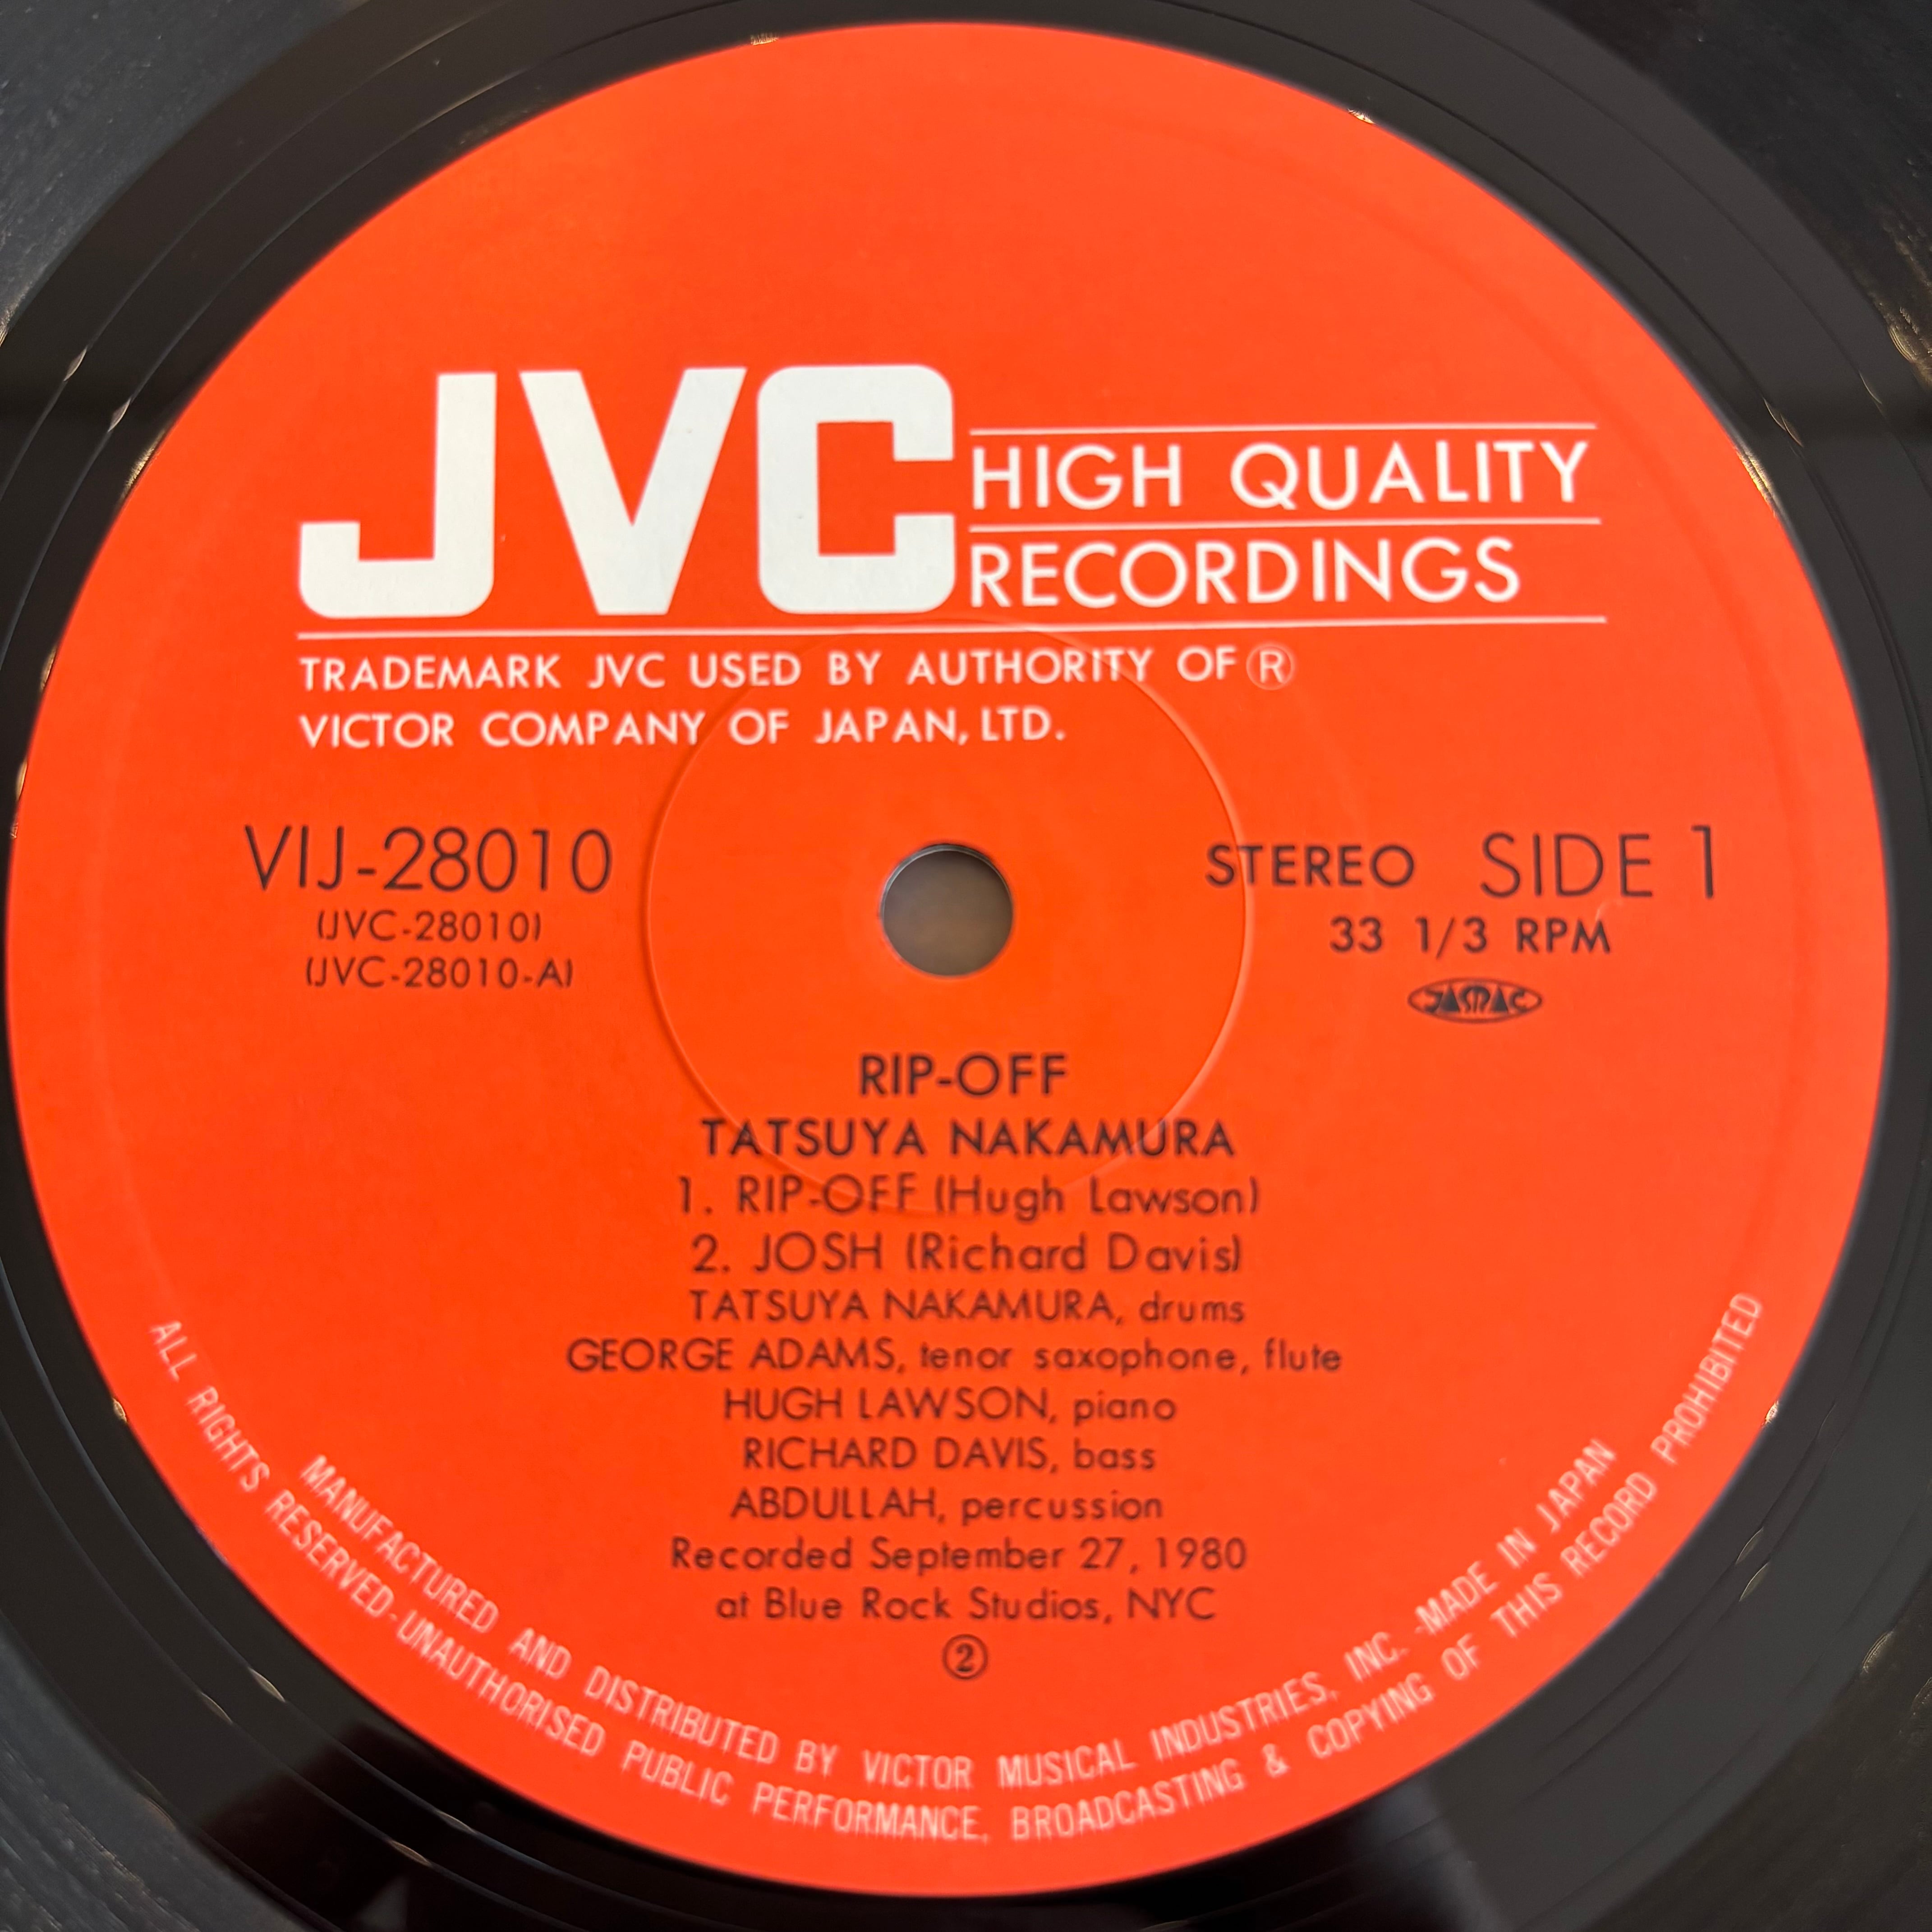 JVC
HIGH QUALITY
RECORDINGS
TRADEMARK JVC USED BY AUTHORITY OF Ⓡ
VICTOR COMPANY OF JAPAN, LTD.
VIJ-28010
(JVC-28010)
(JVC-28010-A)
STEREO SIDE 1
33 1/3 RPM
JASRAC
RIP-OFF
TATSUYA NAKAMURA
1. RIP-OFF (Hugh Lawson)
2. JOSH (Richard Davis)
TATSUYA NAKAMURA, drums
GEORGE ADAMS, tenor saxophone, flute
HUGH LAWSON, piano
RICHARD DAVIS, bass
ABDULLAH, percussion
Recorded September 27, 1980
at Blue Rock Studios, NYC
②
MANUFACTURED AND DISTRIBUTED BY VICTOR MUSICAL INDUSTRIES, INC. -MADE IN JAPAN
ALL RIGHTS RESERVED-UNAUTHORISED PUBLIC PERFORMANCE, BROADCASTING & COPYING OF THIS RECORD PROHIBITED